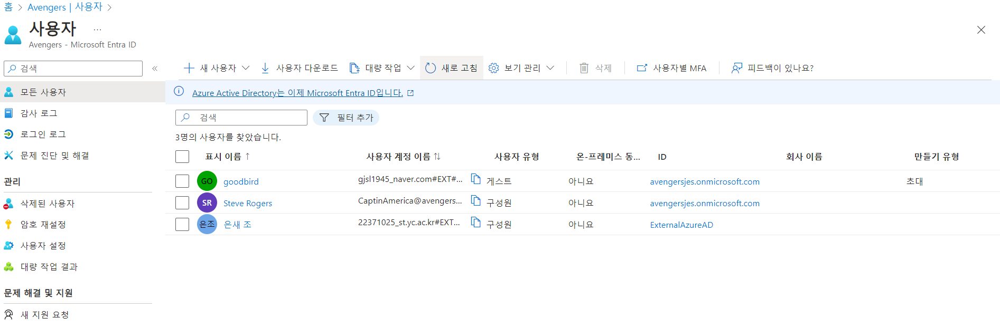 홈 > Avengers | 사용자 >
사용자 ...
Avengers - Microsoft Entra ID
검색 «
모든 사용자
감사 로그
로그인 로그
문제 진단 및 해결
관리
삭제된 사용자
암호 재설정
사용자 설정
대량 작업 결과
문제 해결 및 지원
새 지원 요청
새 사용자 사용자 다운로드 대량 작업 새로 고침 보기 관리 삭제 사용자별 MFA 피드백이 있나요?
Azure Active Directory는 이제 Microsoft Entra ID입니다.
검색 필터 추가
3명의 사용자를 찾았습니다.
표시 이름 ↑ 사용자 계정 이름 ↑↓ 사용자 유형 온-프레미스 동... ID 회사 이름 만들기 유형
GO goodbird gjsl1945_naver.com#EXT#... 게스트 아니요 avengersjes.onmicrosoft.com 초대
SR Steve Rogers CaptinAmerica@avengers... 구성원 아니요 avengersjes.onmicrosoft.com
은조 은새 조 22371025_st.yc.ac.kr#EXT... 구성원 아니요 ExternalAzureAD